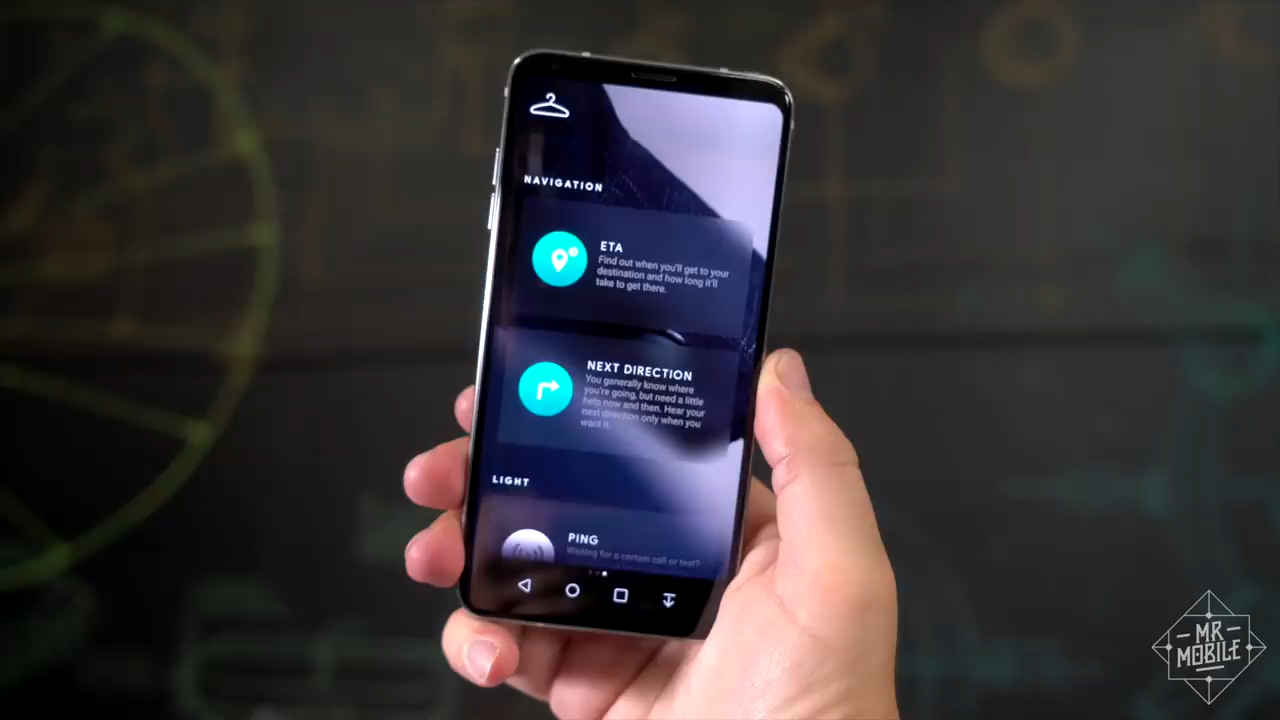 NAVIGATION
ETA
Find out when you'll get to your
destination and how long it'll
take to get there.
NEXT DIRECTION
You generally know where
you're going, but need a little
help now and then. Hear your
next direction only when you
want it.
LIGHT
PING
Waiting for a certain call or text?
MR
MOBILE